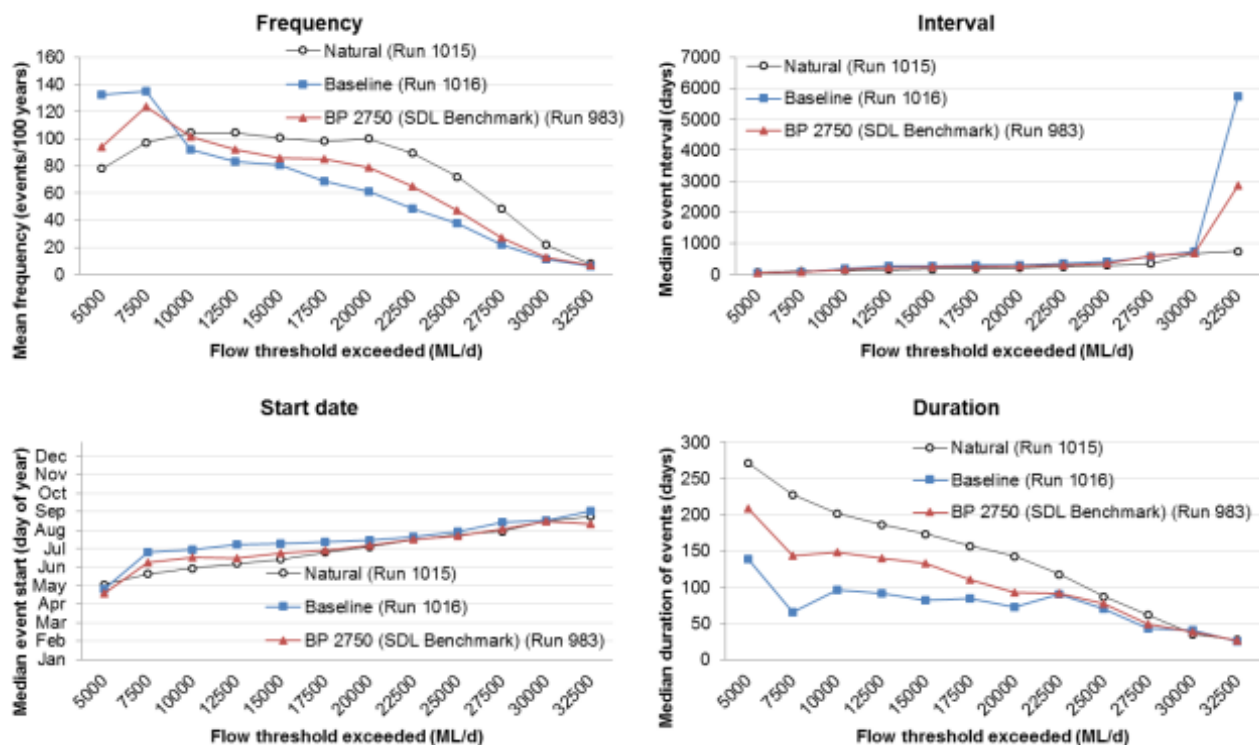 Frequency
Mean frequency (events/100 years)
160
140
120
100
80
60
40
20
0
Natural (Run 1015)
Baseline (Run 1016)
BP 2750 (SDL Benchmark) (Run 983)
5000
7500
10000
12500
15000
17500
20000
22500
25000
27500
30000
32500
Flow threshold exceeded (ML/d)
Interval
Median event nterval (days)
7000
6000
5000
4000
3000
2000
1000
0
Natural (Run 1015)
Baseline (Run 1016)
BP 2750 (SDL Benchmark) (Run 983)
5000
7500
10000
12500
15000
17500
20000
22500
25000
27500
30000
32500
Flow threshold exceeded (ML/d)
Start date
Median event start (day of year)
Dec
Nov
Oct
Sep
Aug
Jul
Jun
May
Apr
Mar
Feb
Jan
Natural (Run 1015)
Baseline (Run 1016)
BP 2750 (SDL Benchmark) (Run 983)
5000
7500
10000
12500
15000
17500
20000
22500
25000
27500
30000
32500
Flow threshold exceeded (ML/d)
Duration
Median duration of events (days)
300
250
200
150
100
50
0
Natural (Run 1015)
Baseline (Run 1016)
BP 2750 (SDL Benchmark) (Run 983)
5000
7500
10000
12500
15000
17500
20000
22500
25000
27500
30000
32500
Flow threshold exceeded (ML/d)